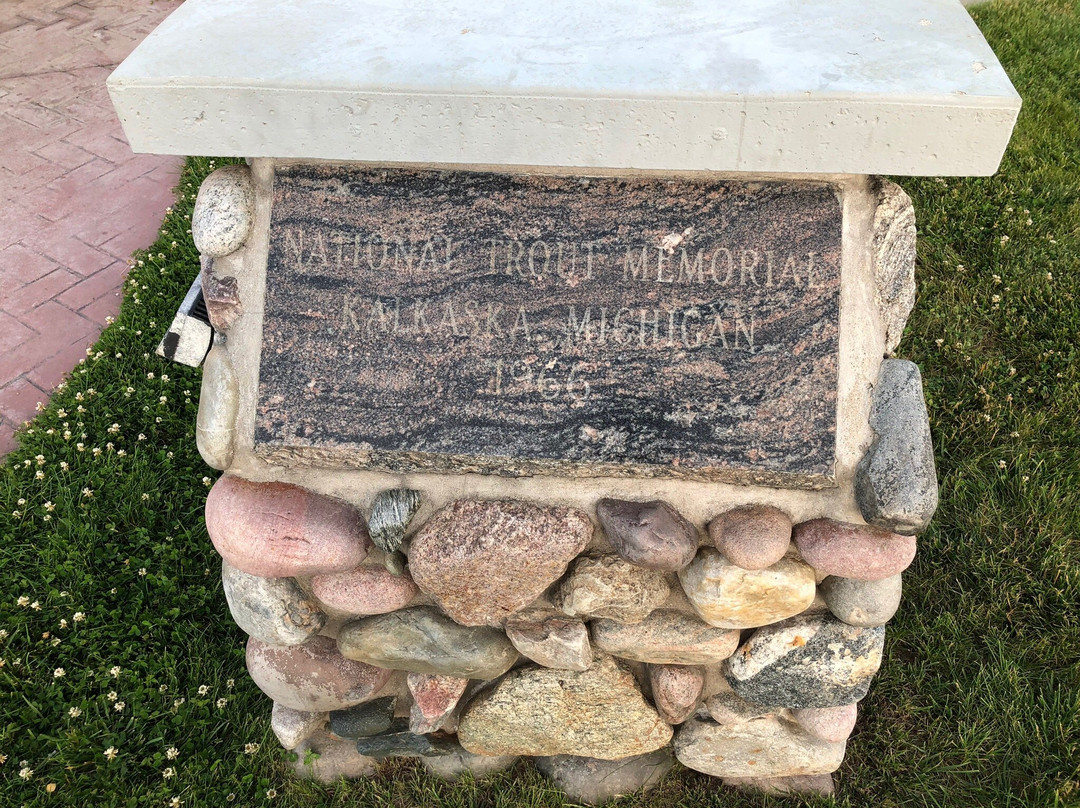 NATIONAL TROUT MEMORIAL
KALKASKA, MICHIGAN
1966